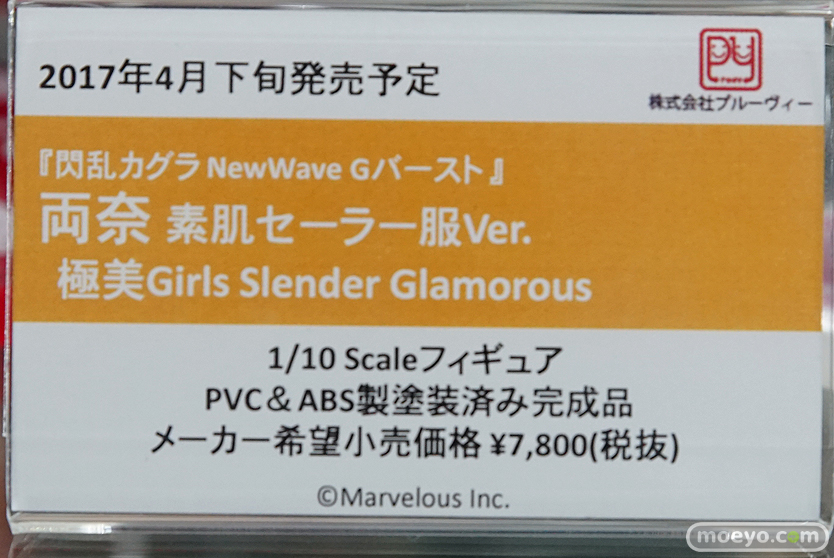 2017年4月下旬発売予定
PV
株式会社プルーヴィー
『閃乱カグラ NewWave Gバースト』
両奈 素肌セーラー服Ver.
極美Girls Slender Glamorous
1/10 Scaleフィギュア
PVC＆ABS製塗装済み完成品
メーカー希望小売価格 ¥7,800(税抜)
©Marvelous Inc.
moeyo.com